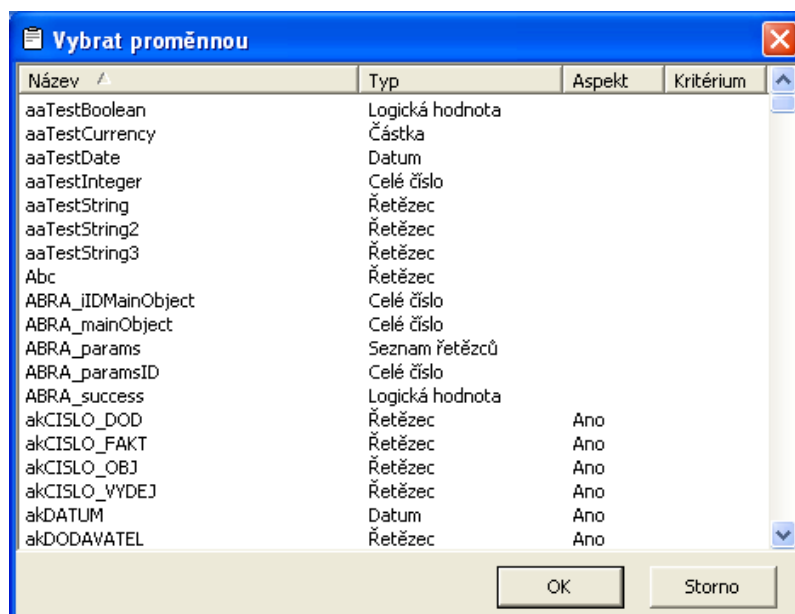 Vybrat proměnnou
Název Typ Aspekt Kritérium
aaTestBoolean Logická hodnota
aaTestCurrency Částka
aaTestDate Datum
aaTestInteger Celé číslo
aaTestString Řetězec
aaTestString2 Řetězec
aaTestString3 Řetězec
Abc Řetězec
ABRA_iIDMainObject Celé číslo
ABRA_mainObject Celé číslo
ABRA_params Seznam řetězců
ABRA_paramsID Celé číslo
ABRA_success Logická hodnota
akCISLO_DOD Řetězec Ano
akCISLO_FAKT Řetězec Ano
akCISLO_OBJ Řetězec Ano
akCISLO_VYDEJ Řetězec Ano
akDATUM Datum Ano
akDODAVATEL Řetězec Ano
OK Storno